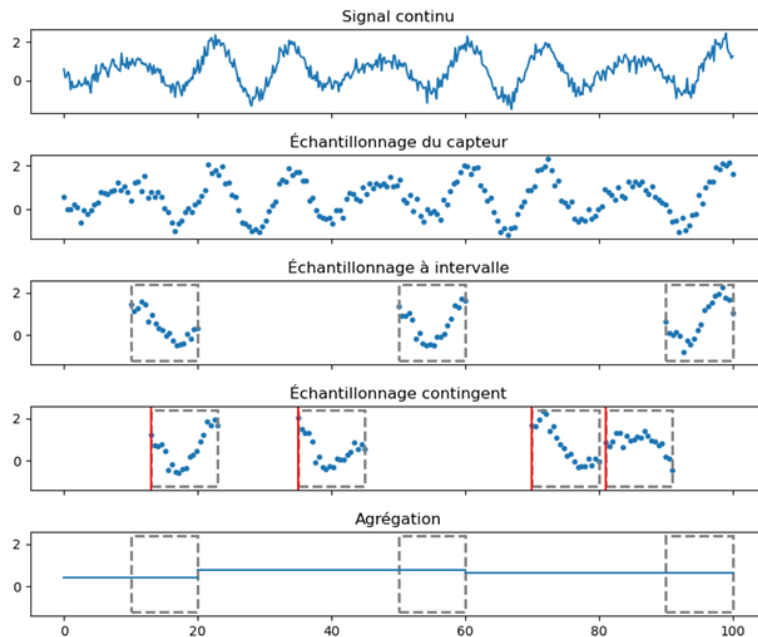 Signal continu
2
0
Échantillonnage du capteur
2
0
Échantillonnage à intervalle
2
0
Échantillonnage contingent
2
0
Agrégation
2
0
0 20 40 60 80 100